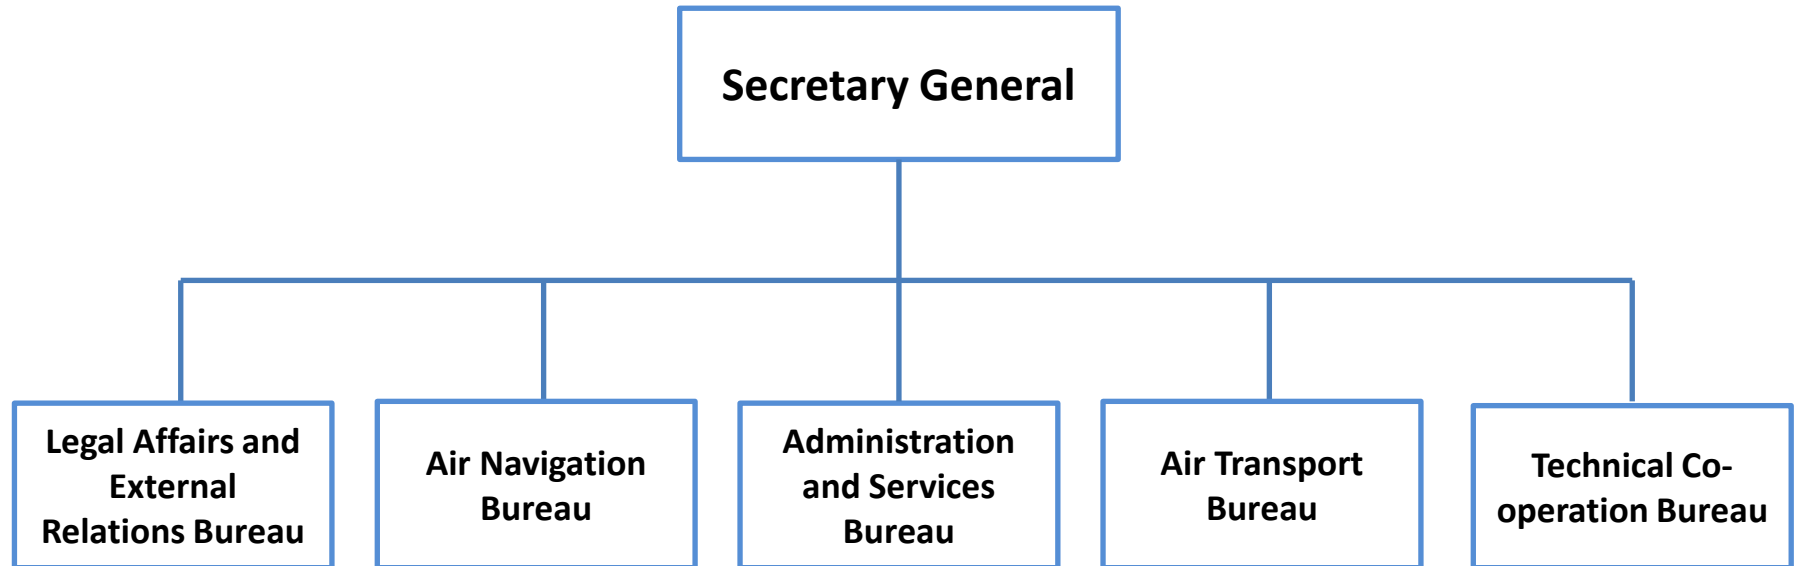 Secretary General
Legal Affairs and
External
Relations Bureau
Air Navigation
Bureau
Administration
and Services
Bureau
Air Transport
Bureau
Technical Co-
operation Bureau